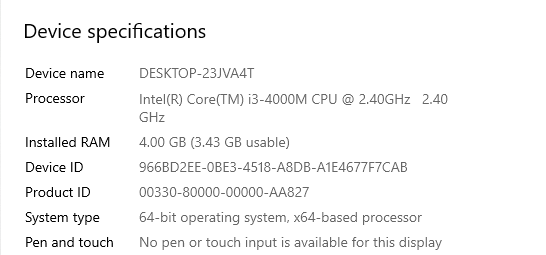 Device specifications
Device name DESKTOP-23JVA4T
Processor Intel(R) Core(TM) i3-4000M CPU @ 2.40GHz 2.40
GHz
Installed RAM 4.00 GB (3.43 GB usable)
Device ID 966BD2EE-0BE3-4518-A8DB-A1E4677F7CAB
Product ID 00330-80000-00000-AA827
System type 64-bit operating system, x64-based processor
Pen and touch No pen or touch input is available for this display